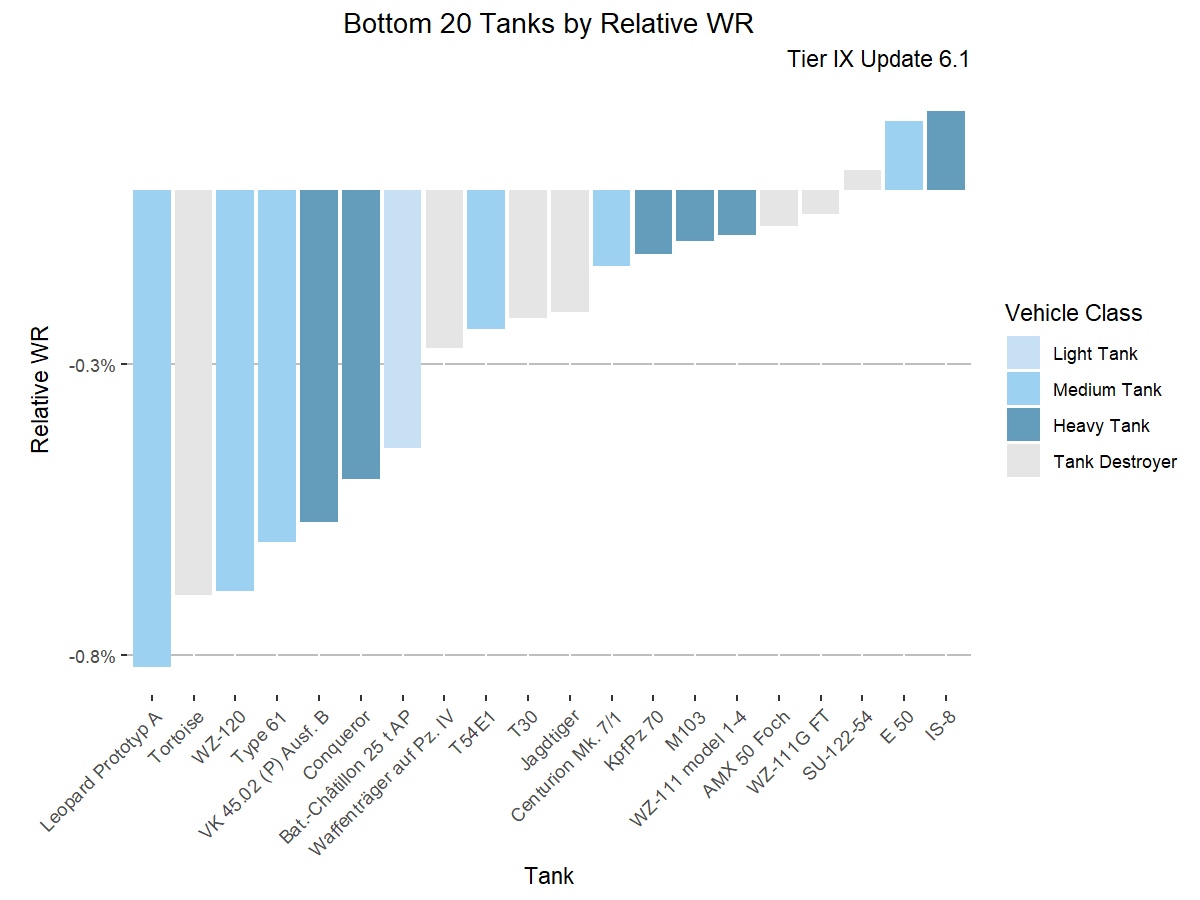 Bottom 20 Tanks by Relative WR
Tier IX Update 6.1
Relative WR
-0.3%
-0.8%
Leopard Prototyp A
Tortoise
WZ-120
Type 61
VK 45.02 (P) Ausf. B
Conqueror
Bat.-Châtillon 25 t AP
Waffenträger auf Pz. IV
T54E1
T30
Jagdtiger
Centurion Mk. 7/1
KpfPz 70
M103
WZ-111 model 1-4
AMX 50 Foch
WZ-111G FT
SU-122-54
E 50
IS-8
Tank
Vehicle Class
Light Tank
Medium Tank
Heavy Tank
Tank Destroyer